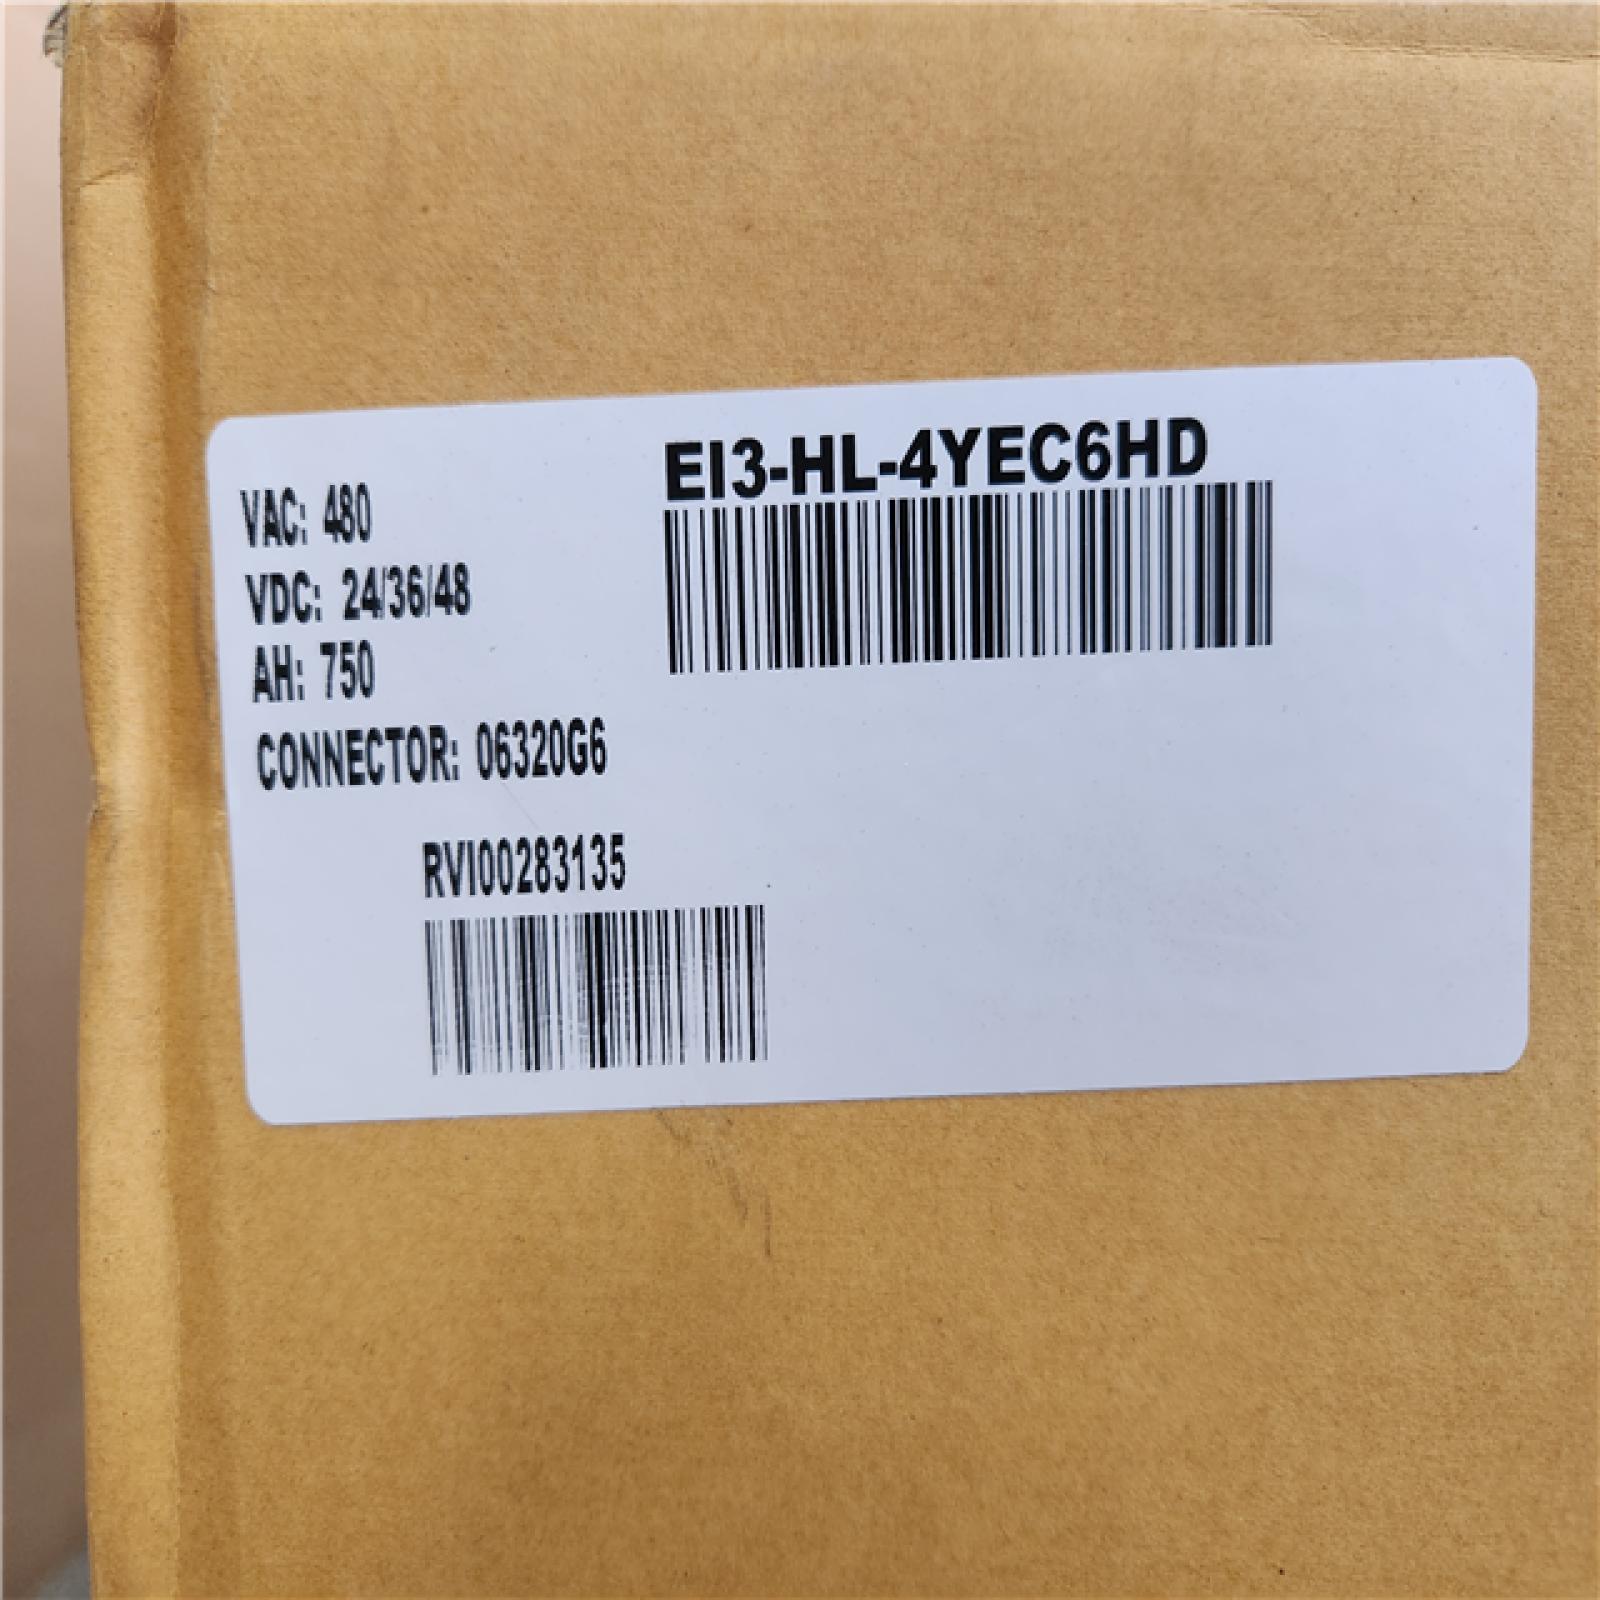 EI3-HL-4YEC6HD
VAC: 480
VDC: 24/36/48
AH: 750
CONNECTOR: 06320G6
RVI00283135